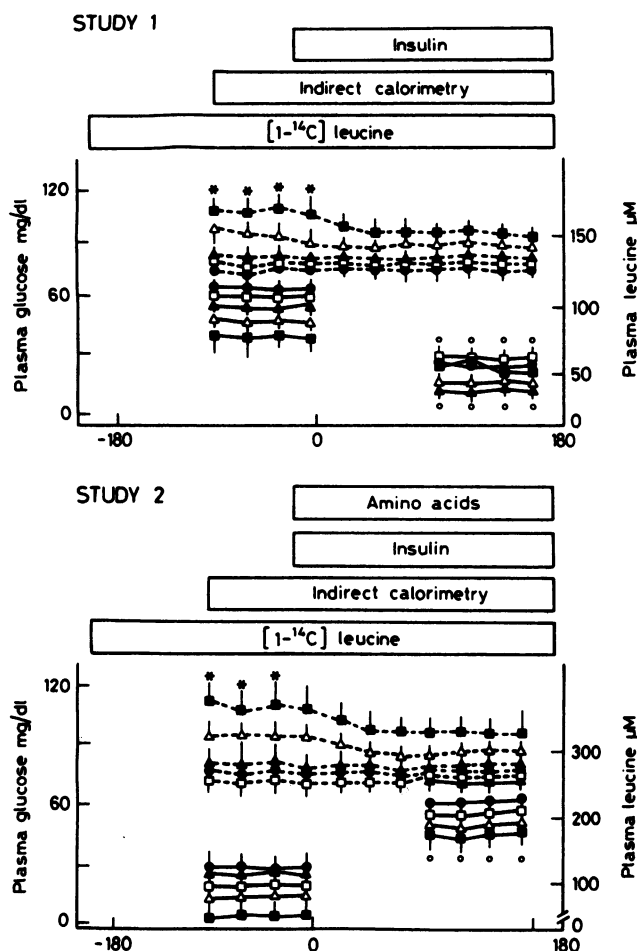 STUDY 1
Insulin
Indirect calorimetry
[1-¹⁴C] leucine
Plasma glucose mg/dl
120
60
0
Plasma leucine µM
150
100
50
0
-180
0
180
STUDY 2
Amino acids
Insulin
Indirect calorimetry
[1-¹⁴C] leucine
Plasma glucose mg/dl
120
60
0
Plasma leucine µM
300
200
100
0
-180
0
180